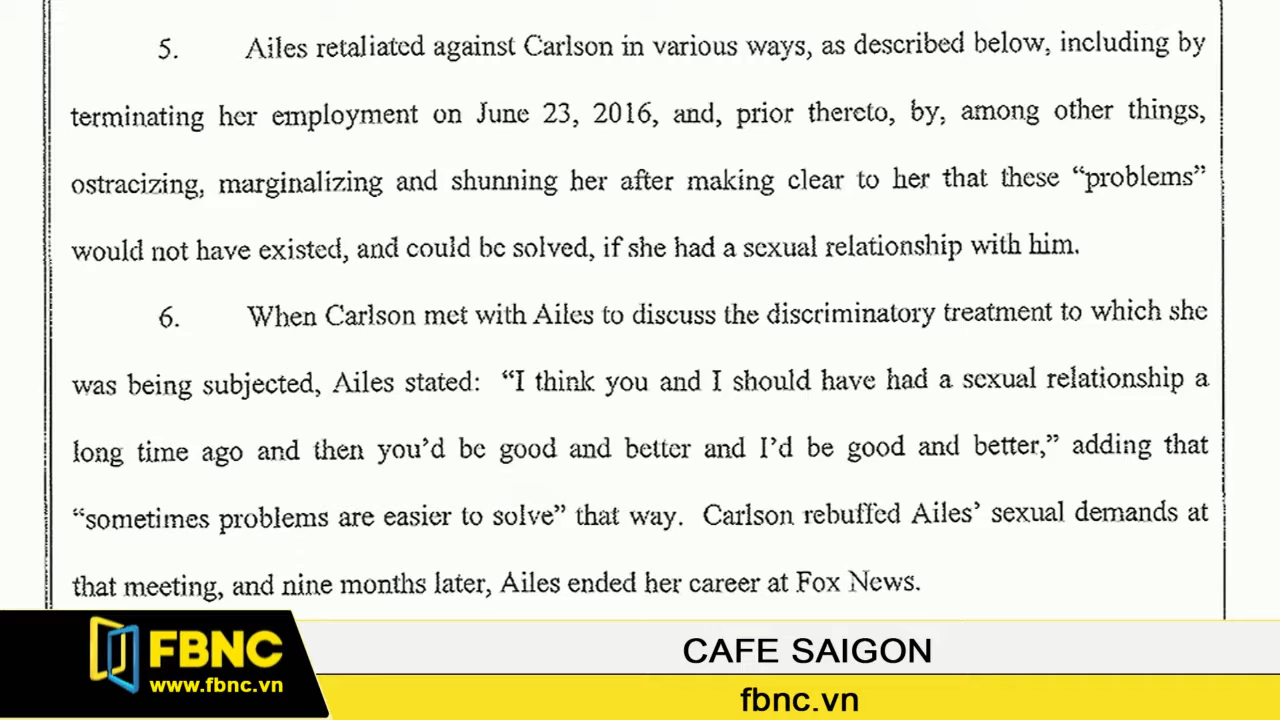 5. Ailes retaliated against Carlson in various ways, as described below, including by
terminating her employment on June 23, 2016, and, prior thereto, by, among other things,
ostracizing, marginalizing and shunning her after making clear to her that these “problems”
would not have existed, and could be solved, if she had a sexual relationship with him.
6. When Carlson met with Ailes to discuss the discriminatory treatment to which she
was being subjected, Ailes stated: “I think you and I should have had a sexual relationship a
long time ago and then you’d be good and better and I’d be good and better,” adding that
“sometimes problems are easier to solve” that way. Carlson rebuffed Ailes’ sexual demands at
that meeting, and nine months later, Ailes ended her career at Fox News.
FBNC
www.fbnc.vn
CAFE SAIGON
fbnc.vn